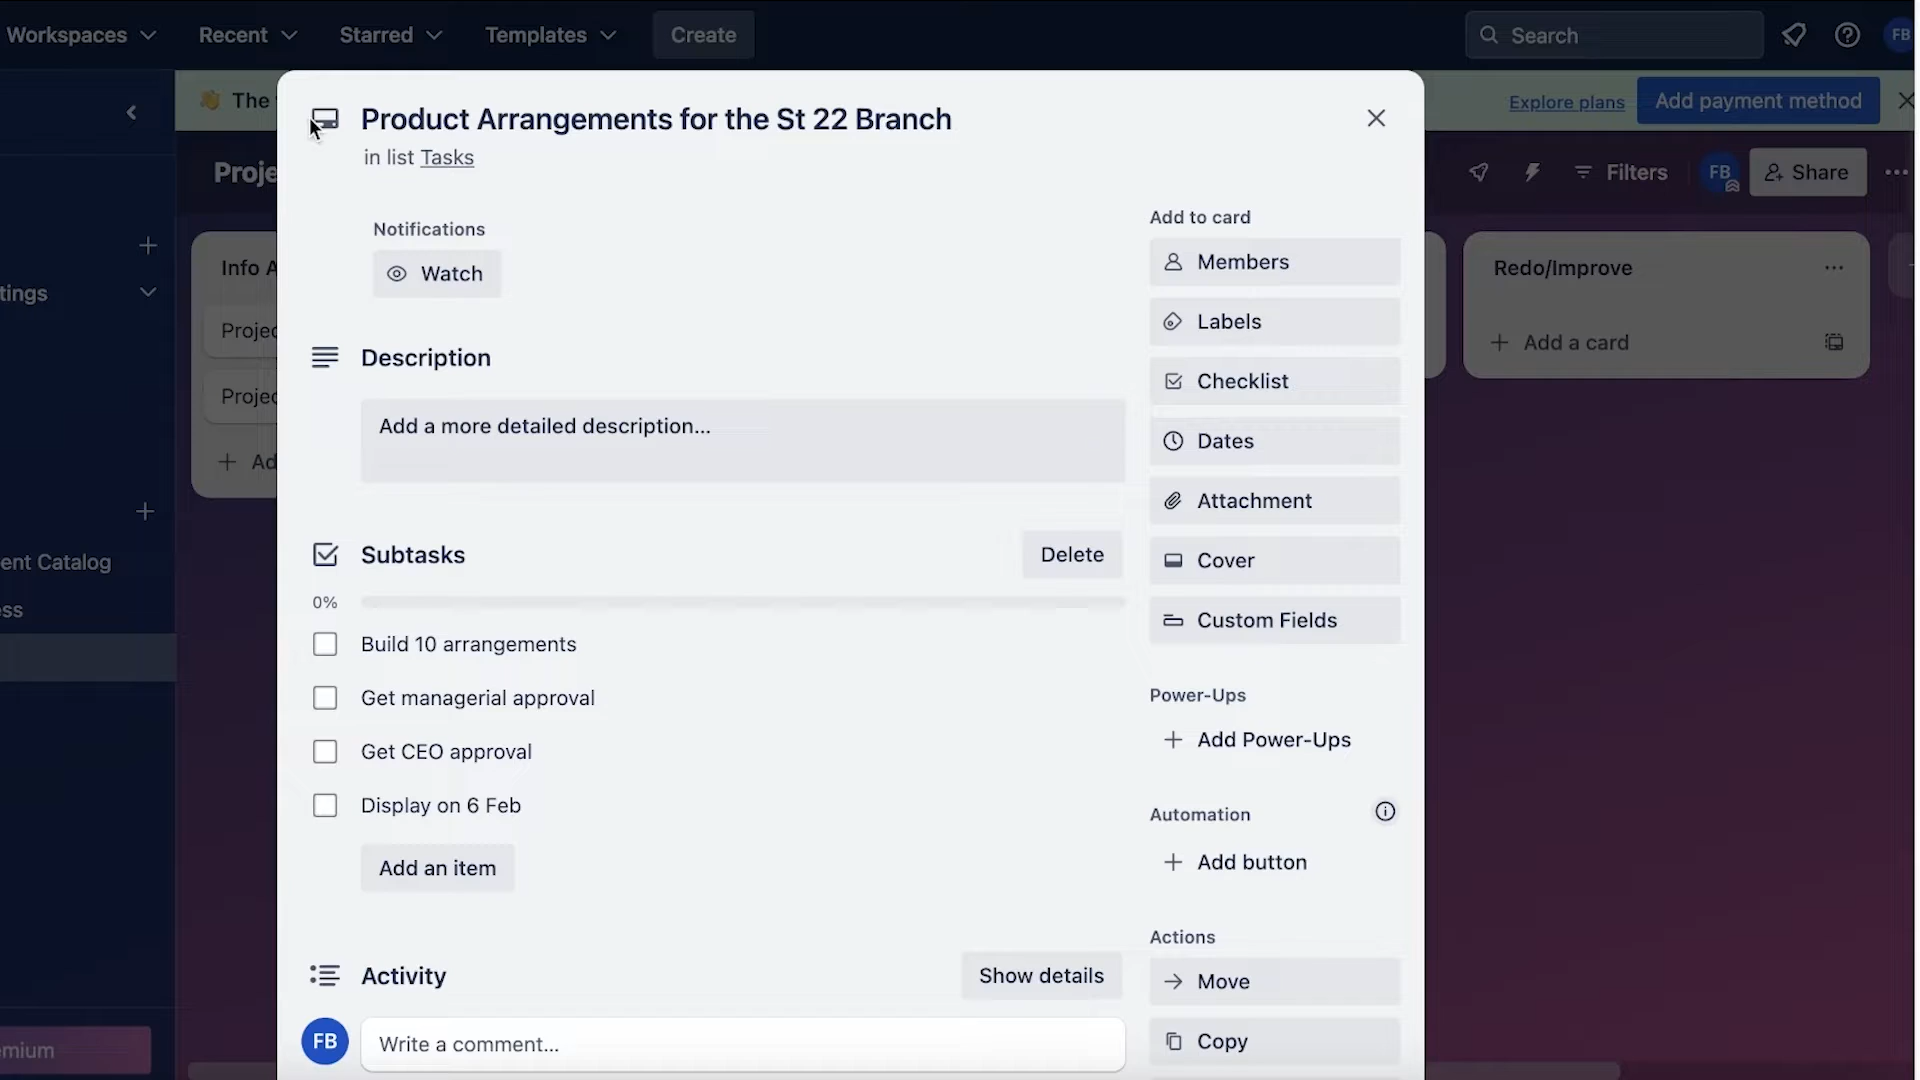 Workspaces Recent Starred Templates Create Search FB
The
Explore plans Add payment method
Product Arrangements for the St 22 Branch
in list Tasks
Proje
Filters FB Share
Notifications
Watch
tings
Info A
Projec
Projec
Ad
Description
Add a more detailed description...
Subtasks Delete
0%
Build 10 arrangements
Get managerial approval
Get CEO approval
Display on 6 Feb
Add an item
Activity Show details
FB Write a comment...
Add to card
Members
Labels
Checklist
Dates
Attachment
Cover
Custom Fields
Power-Ups
Add Power-Ups
Automation
Add button
Actions
Move
Copy
Redo/Improve
Add a card
ent Catalog
ess
emium